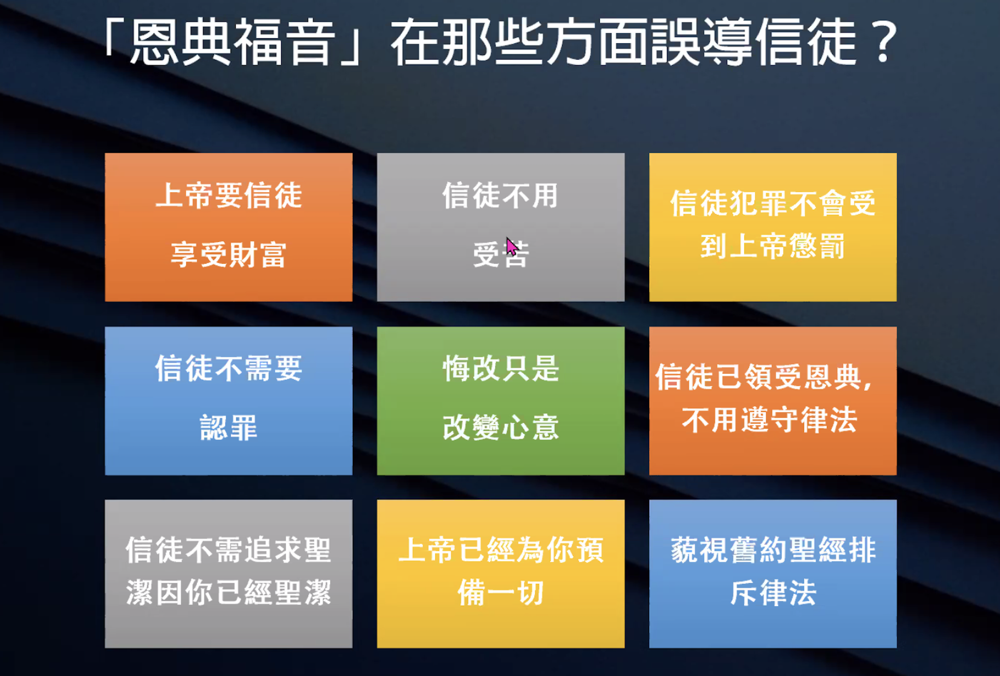 「恩典福音」在那些方面誤導信徒？
上帝要信徒
享受財富
信徒不用
受苦
信徒犯罪不會受
到上帝懲罰
信徒不需要
認罪
悔改只是
改變心意
信徒已領受恩典，
不用遵守律法
信徒不需追求聖
潔因你已經聖潔
上帝已經為你預
備一切
藐視舊約聖經排
斥律法